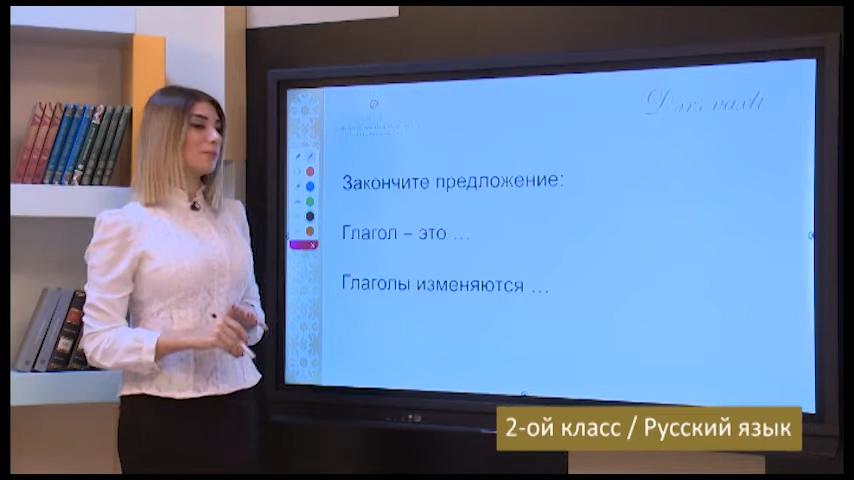 Dərs vaxtı
Закончите предложение:
Глагол – это ...
Глаголы изменяются ...
2-ой класс / Русский язык